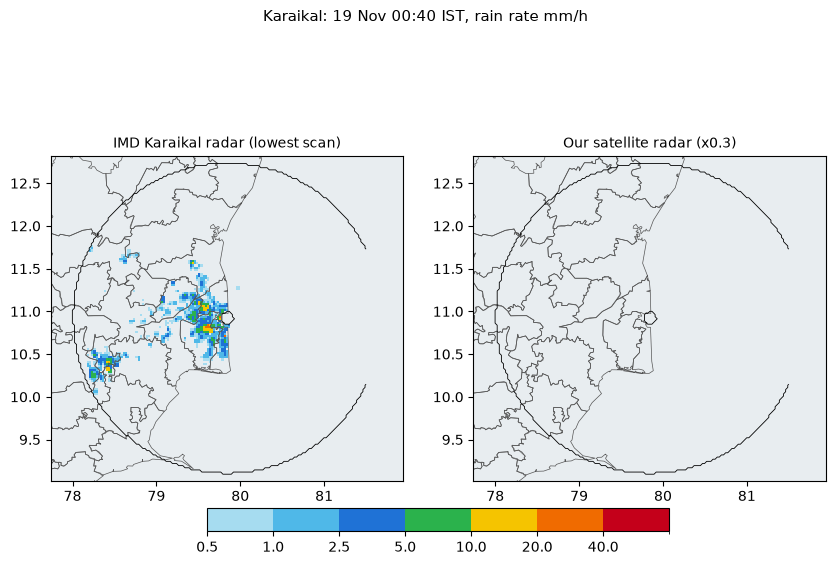 Karaikal: 19 Nov 00:40 IST, rain rate mm/h
IMD Karaikal radar (lowest scan)
Our satellite radar (x0.3)
12.5
12.0
11.5
11.0
10.5
10.0
9.5
78 79 80 81
12.5
12.0
11.5
11.0
10.5
10.0
9.5
78 79 80 81
0.5 1.0 2.5 5.0 10.0 20.0 40.0